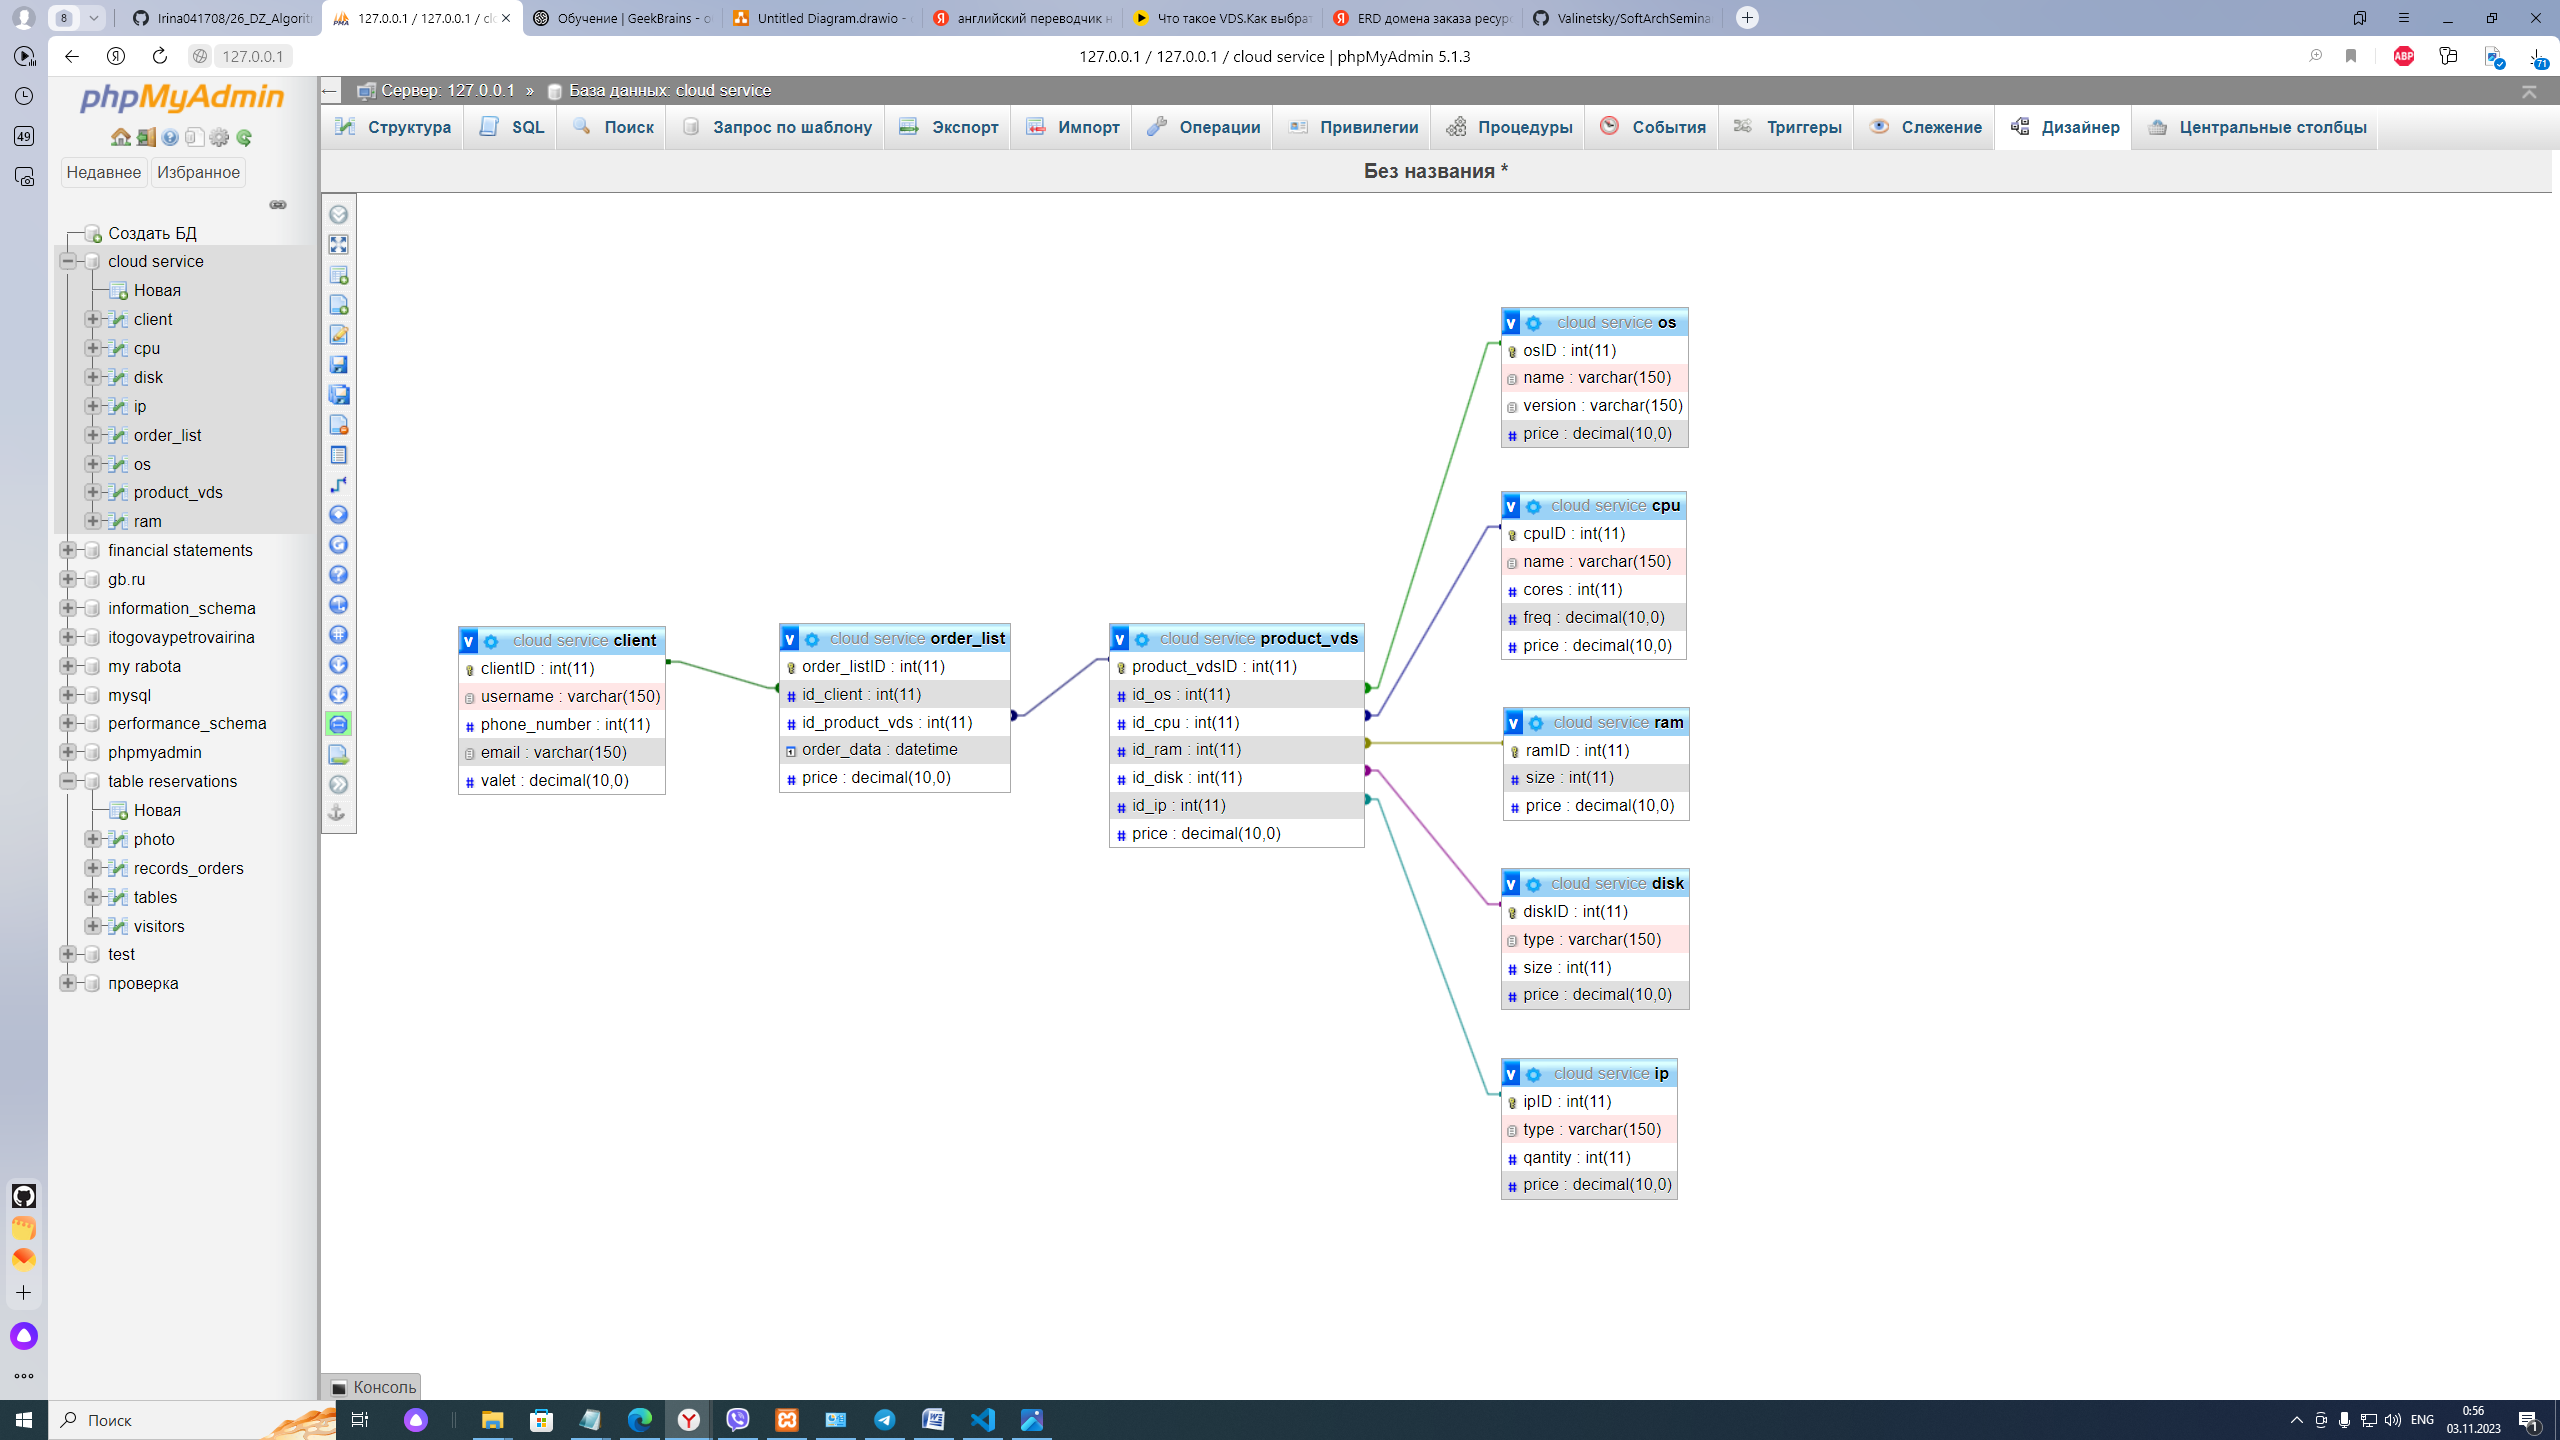 8
Irina041708/26_DZ_Algorit
127.0.0.1 / 127.0.0.1 / clo
Обучение | GeekBrains - о
Untitled Diagram.drawio -
английский переводчик н
Что такое VDS.Как выбрат
ERD домена заказа ресурс
Valinetsky/SoftArchSemina
127.0.0.1
127.0.0.1 / 127.0.0.1 / cloud service | phpMyAdmin 5.1.3
ABP
71
49
phpMyAdmin
Недавнее
Избранное
Создать БД
cloud service
Новая
client
cpu
disk
ip
order_list
os
product_vds
ram
financial statements
gb.ru
information_schema
itogovaypetrovairina
my rabota
mysql
performance_schema
phpmyadmin
table reservations
Новая
photo
records_orders
tables
visitors
test
проверка
Сервер: 127.0.0.1 » База данных: cloud service
Структура
SQL
Поиск
Запрос по шаблону
Экспорт
Импорт
Операции
Привилегии
Процедуры
События
Триггеры
Слежение
Дизайнер
Центральные столбцы
Без названия *
v cloud service client
clientID : int(11)
username : varchar(150)
phone_number : int(11)
email : varchar(150)
valet : decimal(10,0)
v cloud service order_list
order_listID : int(11)
id_client : int(11)
id_product_vds : int(11)
order_data : datetime
price : decimal(10,0)
v cloud service product_vds
product_vdsID : int(11)
id_os : int(11)
id_cpu : int(11)
id_ram : int(11)
id_disk : int(11)
id_ip : int(11)
price : decimal(10,0)
v cloud service os
osID : int(11)
name : varchar(150)
version : varchar(150)
price : decimal(10,0)
v cloud service cpu
cpuID : int(11)
name : varchar(150)
cores : int(11)
freq : decimal(10,0)
price : decimal(10,0)
v cloud service ram
ramID : int(11)
size : int(11)
price : decimal(10,0)
v cloud service disk
diskID : int(11)
type : varchar(150)
size : int(11)
price : decimal(10,0)
v cloud service ip
ipID : int(11)
type : varchar(150)
qantity : int(11)
price : decimal(10,0)
Консоль
Поиск
ENG
0:56
03.11.2023
1